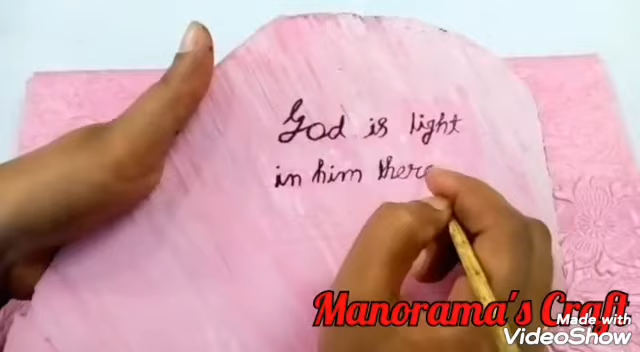 God is light
in him there
Manorama's Craft
Made with
VideoShow